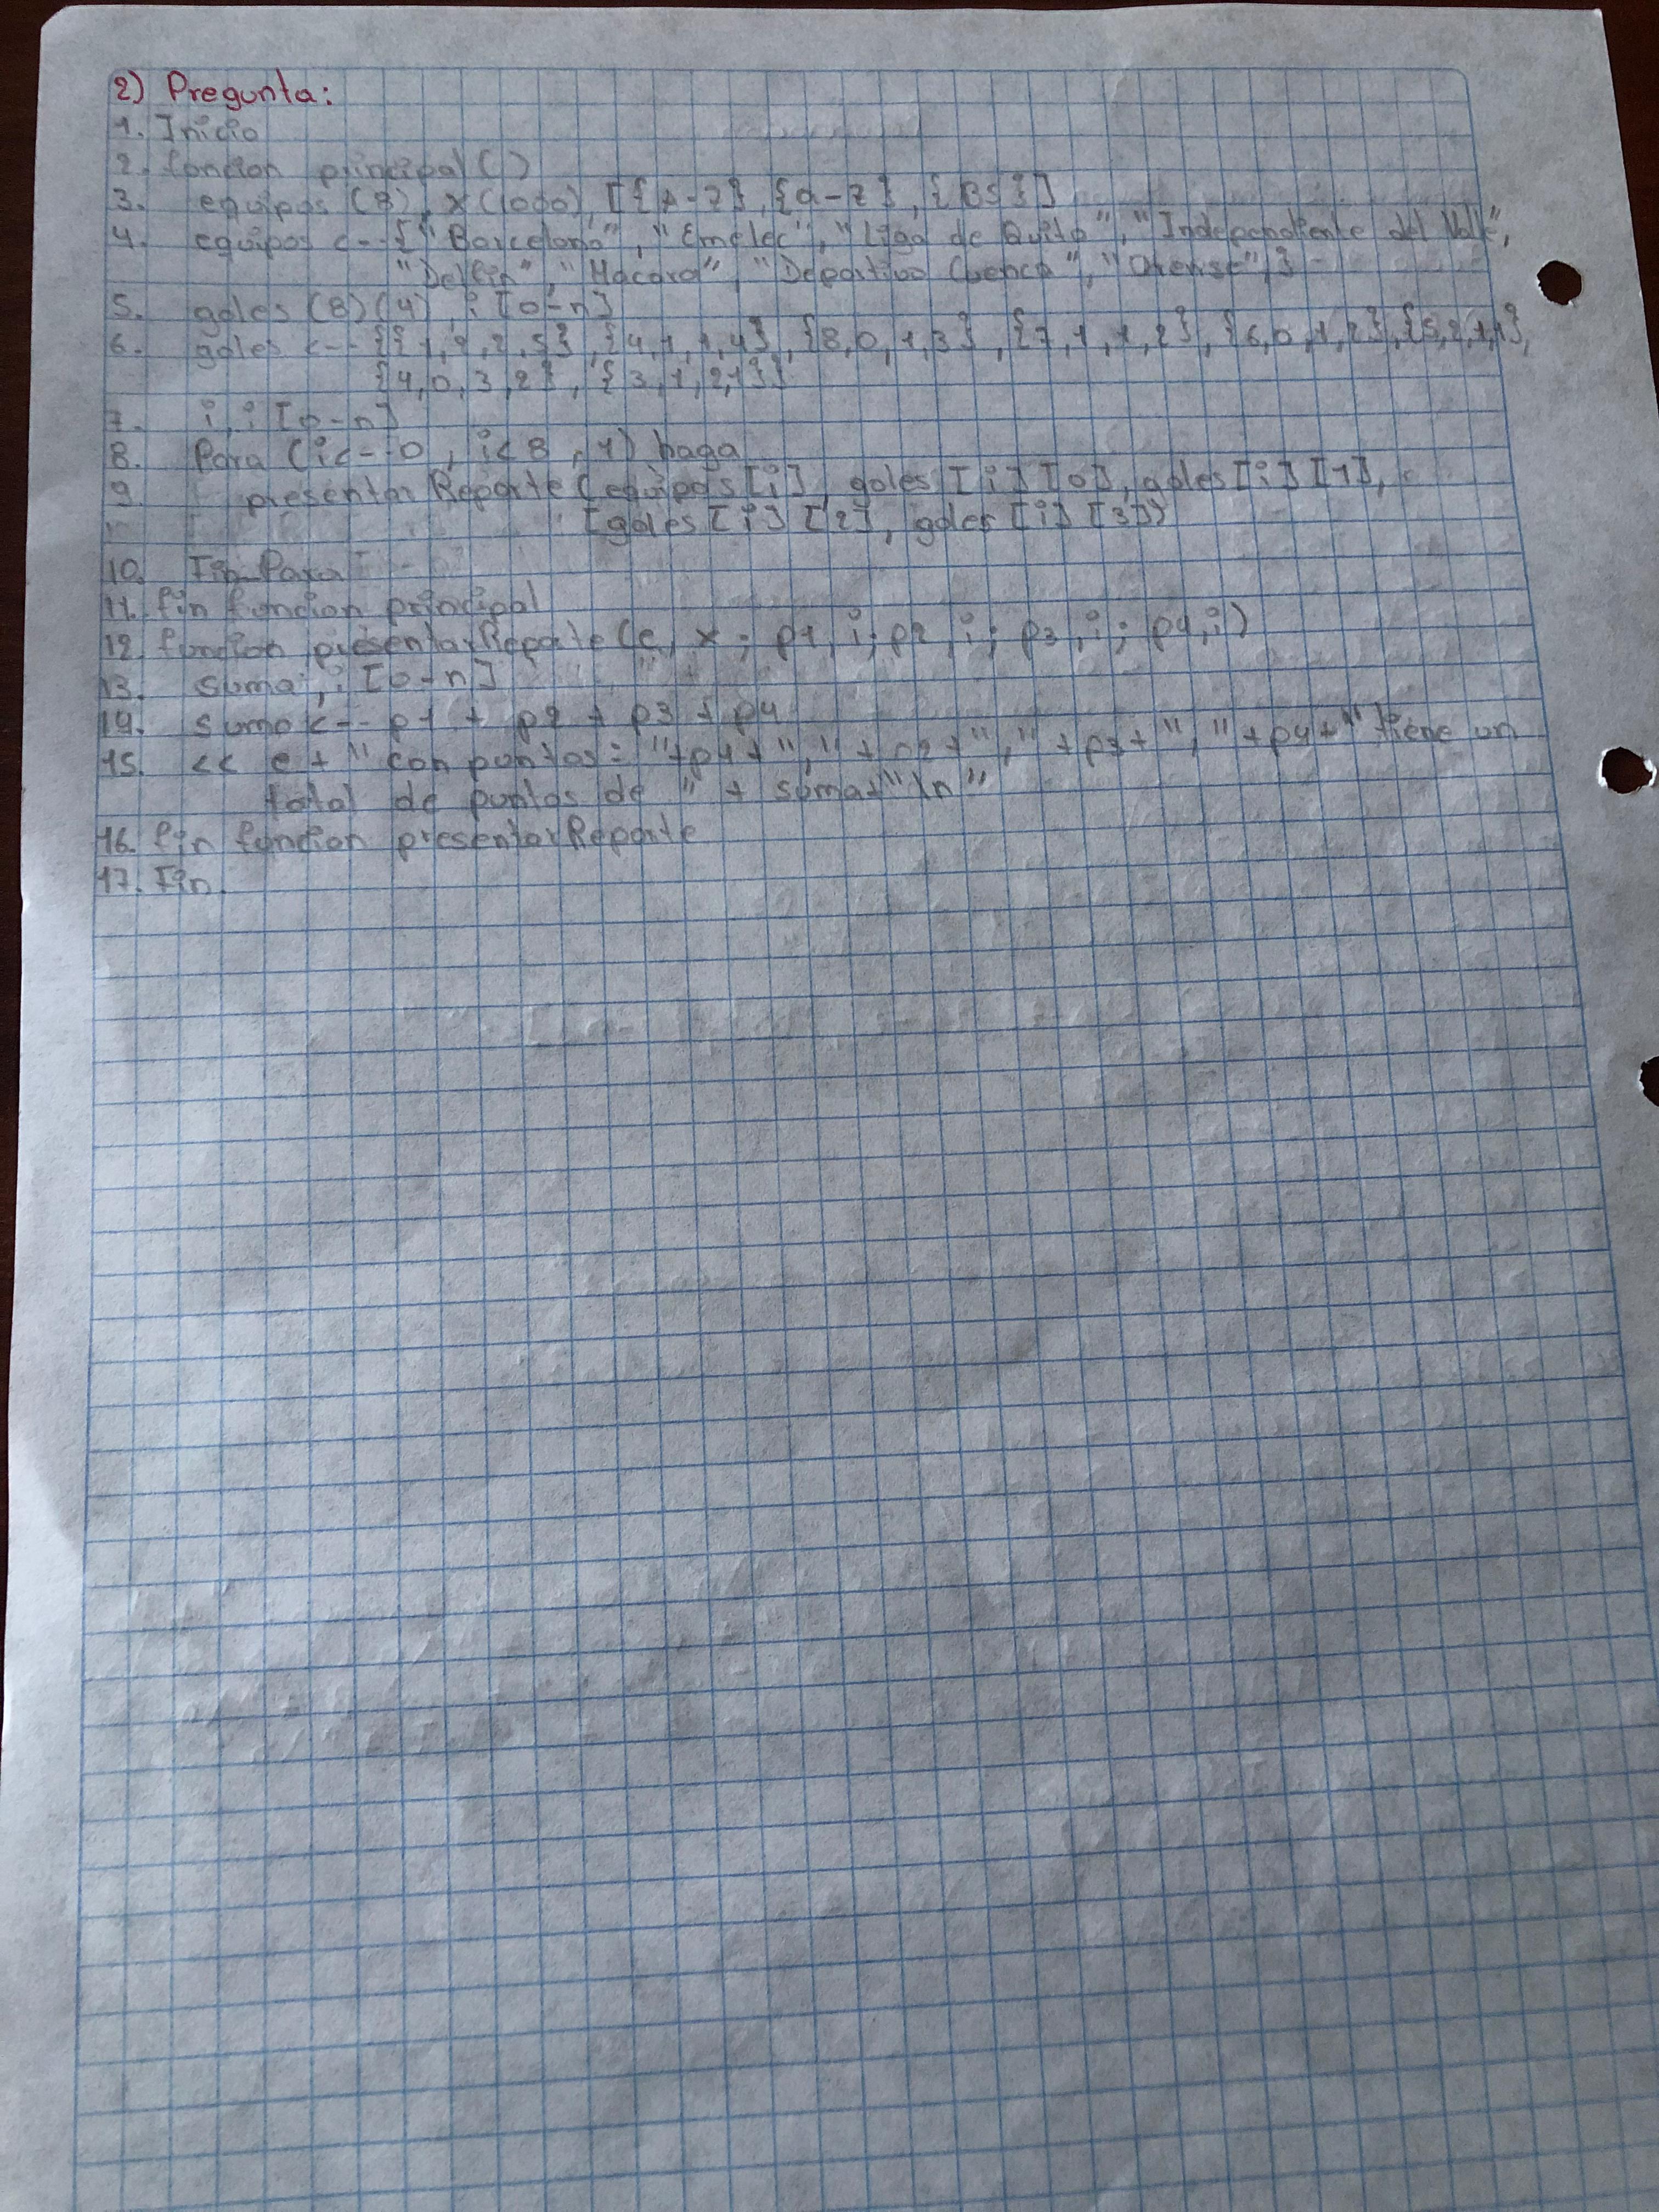 2) Pregunta:
1. Inicio
2. funcion principal()
3. equipos (8), x(1000), [{A-Z}, {a-z}, {BS}]
4. equipos <-- {"Barcelona", "Emelec", "Liga de Quito", "Independiente del Valle",
"Delfin", "Macara", "Deportivo Cuenca", "Orense",}
5. goles (8)(4), i [0-n]
6. goles <-- {{1,2,2,5}, {4,1,1,4}, {8,0,1,3}, {7,1,1,2}, {6,0,1,2}, {5,2,1,1},
{4,0,3,2}, {3,1,2,1}}
7. i, i [0-n]
8. Para (i<--0, i<8, 1) haga
9. presentarReporte(equipos[i], goles[i][0], goles[i][1],
[goles[i][2], goles[i][3])
10. Fin Para
11. fin funcion principal
12. funcion presentarReporte(e, x; p1, i; p2, i; p3, i; p4, i)
13. suma, i [0-n]
14. suma <-- p1 + p2 + p3 + p4
15. << e + " con puntos: "+p1+", "+p2+", "+p3+", "+p4+" tiene un
total de puntos de " + suma+"\n"
16. fin funcion presentarReporte
17. Fin.